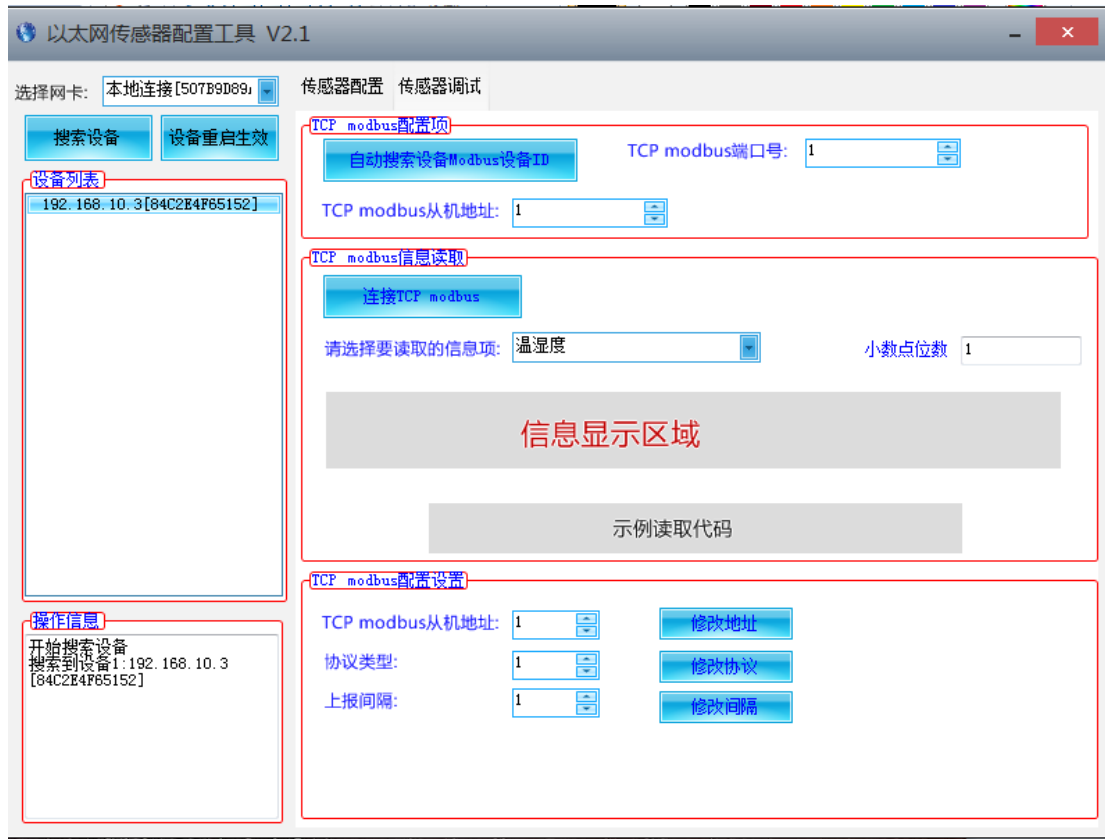 以太网传感器配置工具 V2.1
选择网卡: 本地连接[507B9D89
搜索设备 设备重启生效
设备列表
192.168.10.3[84C2E4F65152]
操作信息
开始搜索设备
搜索到设备1:192.168.10.3
[84C2E4F65152]
传感器配置 传感器调试
TCP modbus配置项
自动搜索设备Modbus设备ID TCP modbus端口号: 1
TCP modbus从机地址: 1
TCP modbus信息读取
连接TCP modbus
请选择要读取的信息项: 温湿度 小数点位数 1
信息显示区域
示例读取代码
TCP modbus配置设置
TCP modbus从机地址: 1 修改地址
协议类型: 1 修改协议
上报间隔: 1 修改间隔